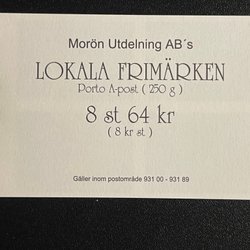 Morön Utdelning AB´s
LOKALA FRIMÄRKEN
Porto A-post ( 250 g )
8 st 64 kr
( 8 kr st )
Gäller inom postområde 931 00 - 931 89